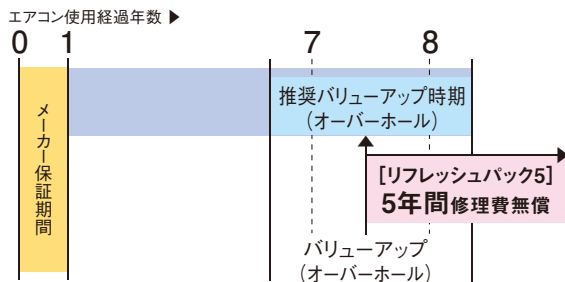 エアコン使用経過年数 ▶
0 1 7 8
メーカー保証期間
推奨バリューアップ時期
(オーバーホール)
[リフレッシュパック5]
5年間修理費無償
バリューアップ
(オーバーホール)